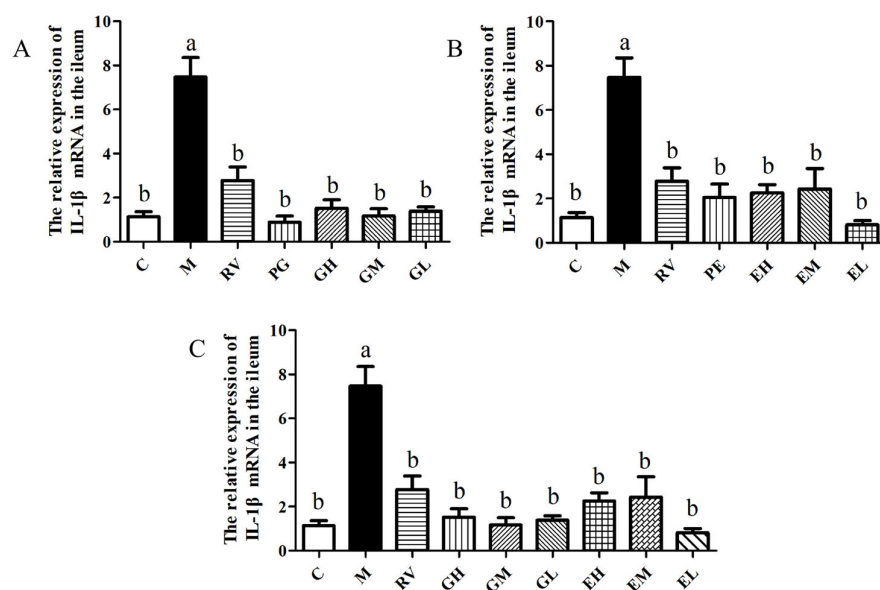 A
The relative expression of
IL-1β mRNA in the ileum
10
8
6
4
2
0
b
a
b
b
b
b
b
C
M
RV
PG
GH
GM
GL
B
The relative expression of
IL-1β mRNA in the ileum
10
8
6
4
2
0
b
a
b
b
b
b
b
C
M
RV
PE
EH
EM
EL
C
The relative expression of
IL-1β mRNA in the ileum
10
8
6
4
2
0
b
a
b
b
b
b
b
b
b
C
M
RV
GH
GM
GL
EH
EM
EL